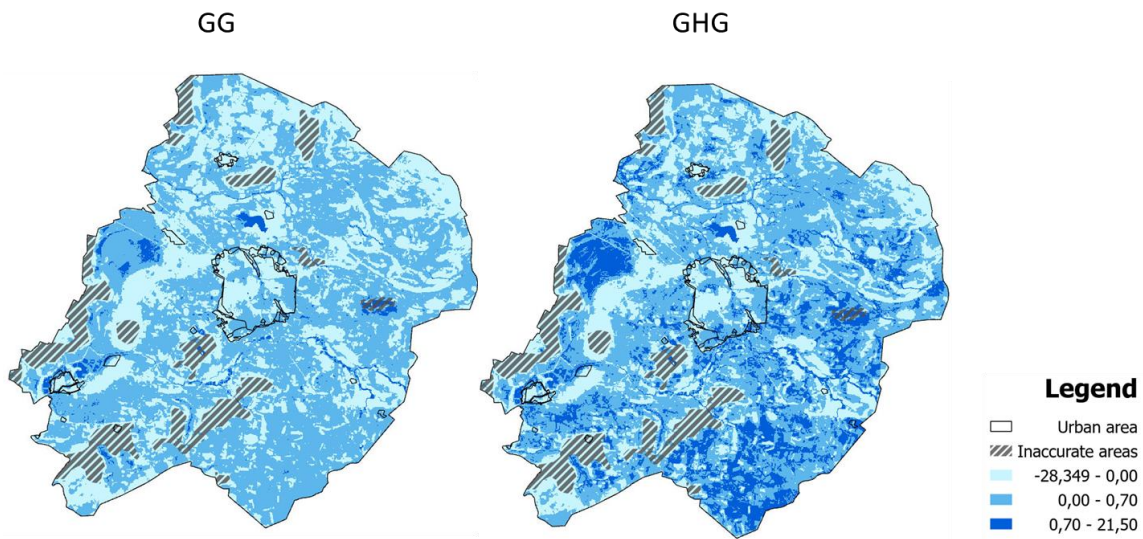 GG
GHG
Legend
Urban area
Inaccurate areas
-28,349 - 0,00
0,00 - 0,70
0,70 - 21,50